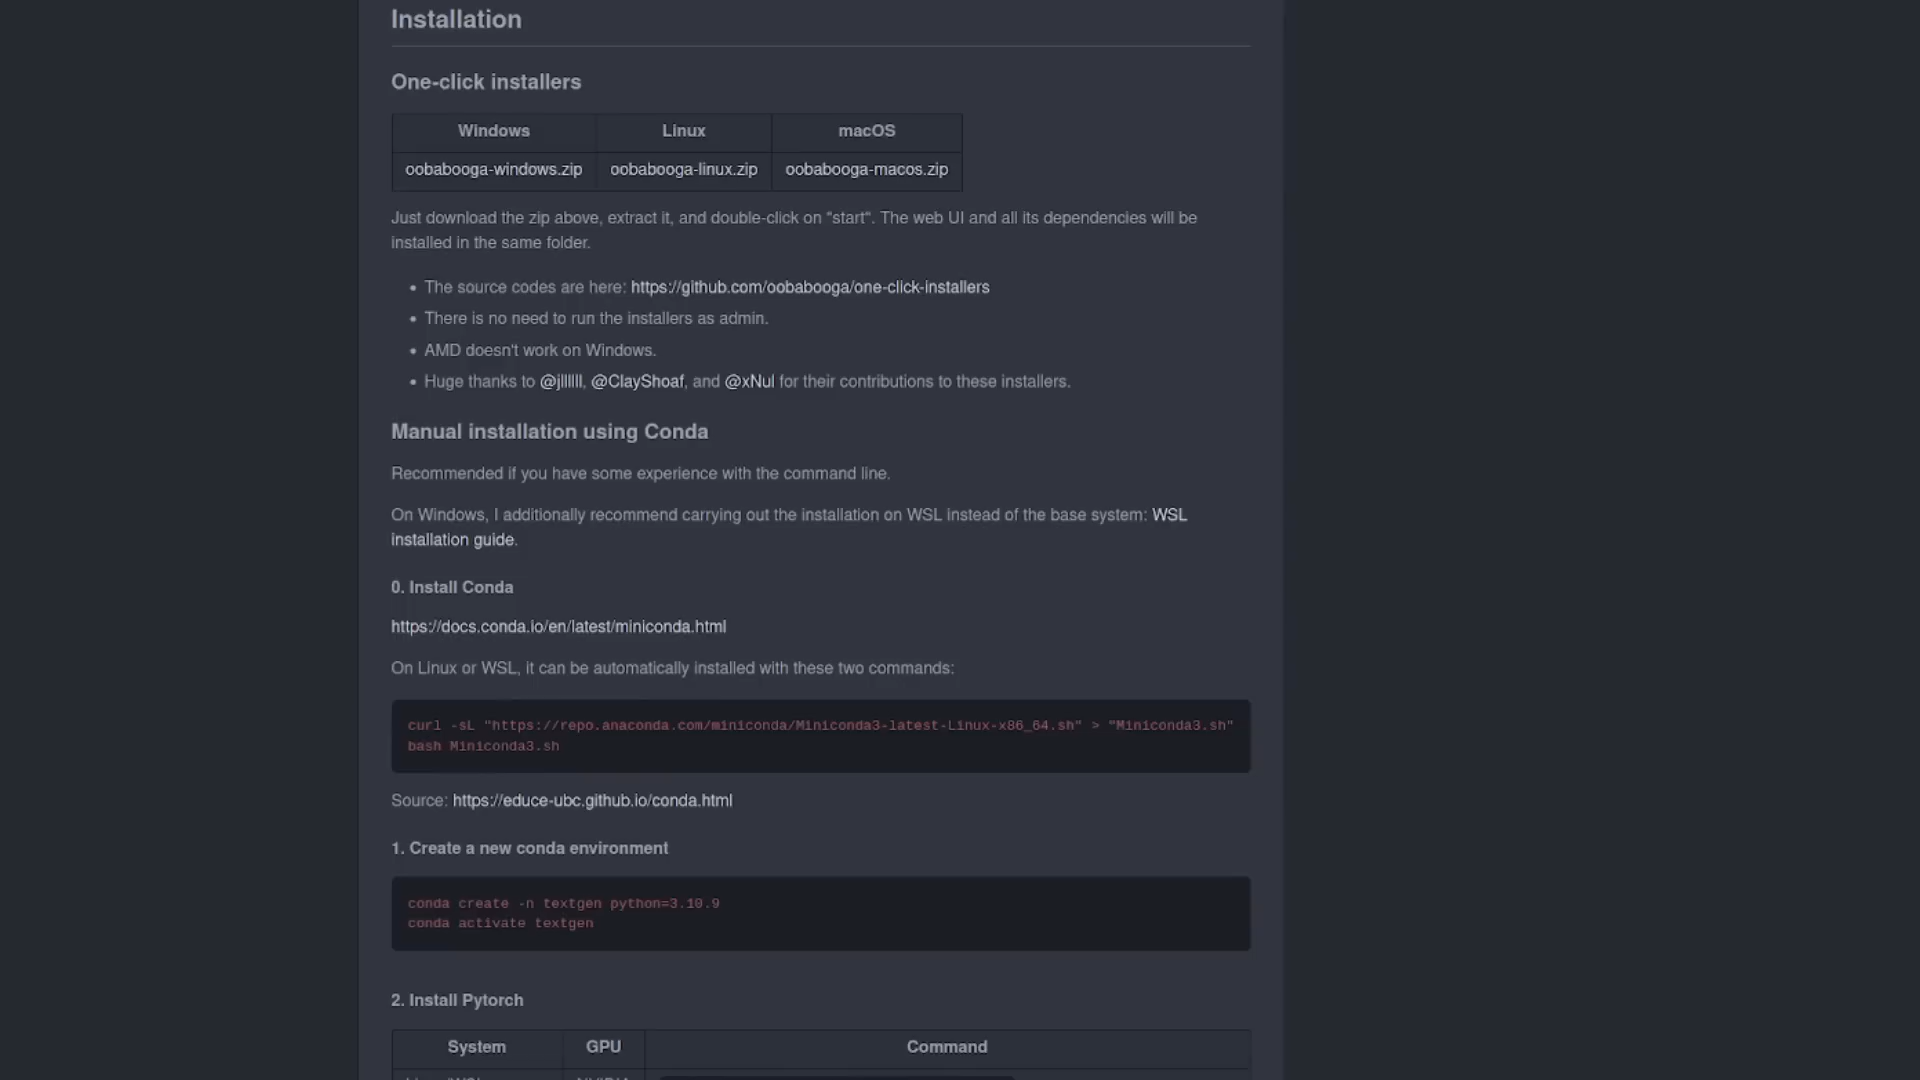 Installation
One-click installers
Windows Linux macOS
oobabooga-windows.zip oobabooga-linux.zip oobabooga-macos.zip
Just download the zip above, extract it, and double-click on "start". The web UI and all its dependencies will be
installed in the same folder.
• The source codes are here: https://github.com/oobabooga/one-click-installers
• There is no need to run the installers as admin.
• AMD doesn't work on Windows.
• Huge thanks to @jllllll, @ClayShoaf, and @xNul for their contributions to these installers.
Manual installation using Conda
Recommended if you have some experience with the command line.
On Windows, I additionally recommend carrying out the installation on WSL instead of the base system: WSL
installation guide.
0. Install Conda
https://docs.conda.io/en/latest/miniconda.html
On Linux or WSL, it can be automatically installed with these two commands:
curl -sL "https://repo.anaconda.com/miniconda/Miniconda3-latest-Linux-x86_64.sh" > "Miniconda3.sh"
bash Miniconda3.sh
Source: https://educe-ubc.github.io/conda.html
1. Create a new conda environment
conda create -n textgen python=3.10.9
conda activate textgen
2. Install Pytorch
System GPU Command